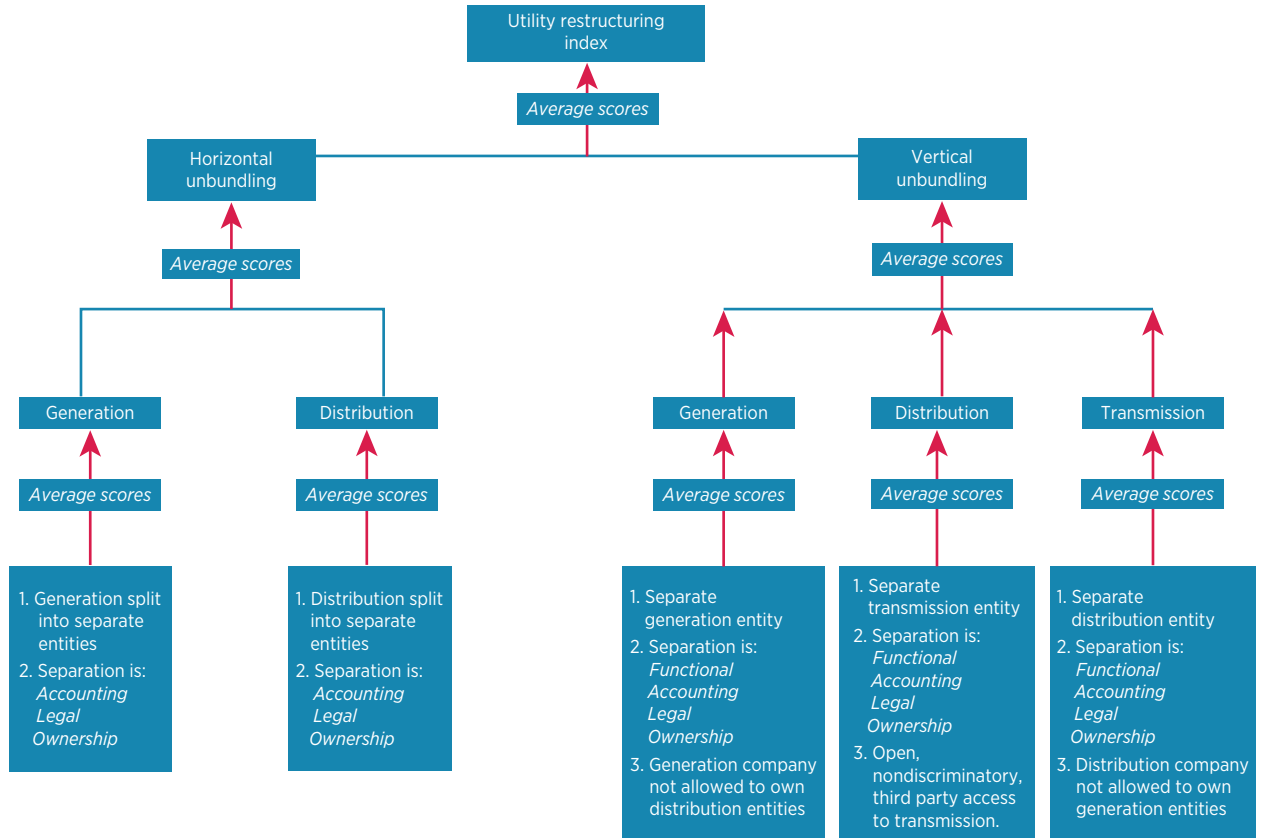 Utility restructuring
index
Average scores
Horizontal
unbundling
Vertical
unbundling
Average scores
Average scores
Generation
Distribution
Generation
Distribution
Transmission
Average scores
Average scores
Average scores
Average scores
Average scores
1. Generation split
into separate
entities
2. Separation is:
Accounting
Legal
Ownership
1. Distribution split
into separate
entities
2. Separation is:
Accounting
Legal
Ownership
1. Separate
generation entity
2. Separation is:
Functional
Accounting
Legal
Ownership
3. Generation company
not allowed to own
distribution entities
1. Separate
transmission entity
2. Separation is:
Functional
Accounting
Legal
Ownership
3. Open,
nondiscriminatory,
third party access
to transmission.
1. Separate
distribution entity
2. Separation is:
Functional
Accounting
Legal
Ownership
3. Distribution company
not allowed to own
generation entities